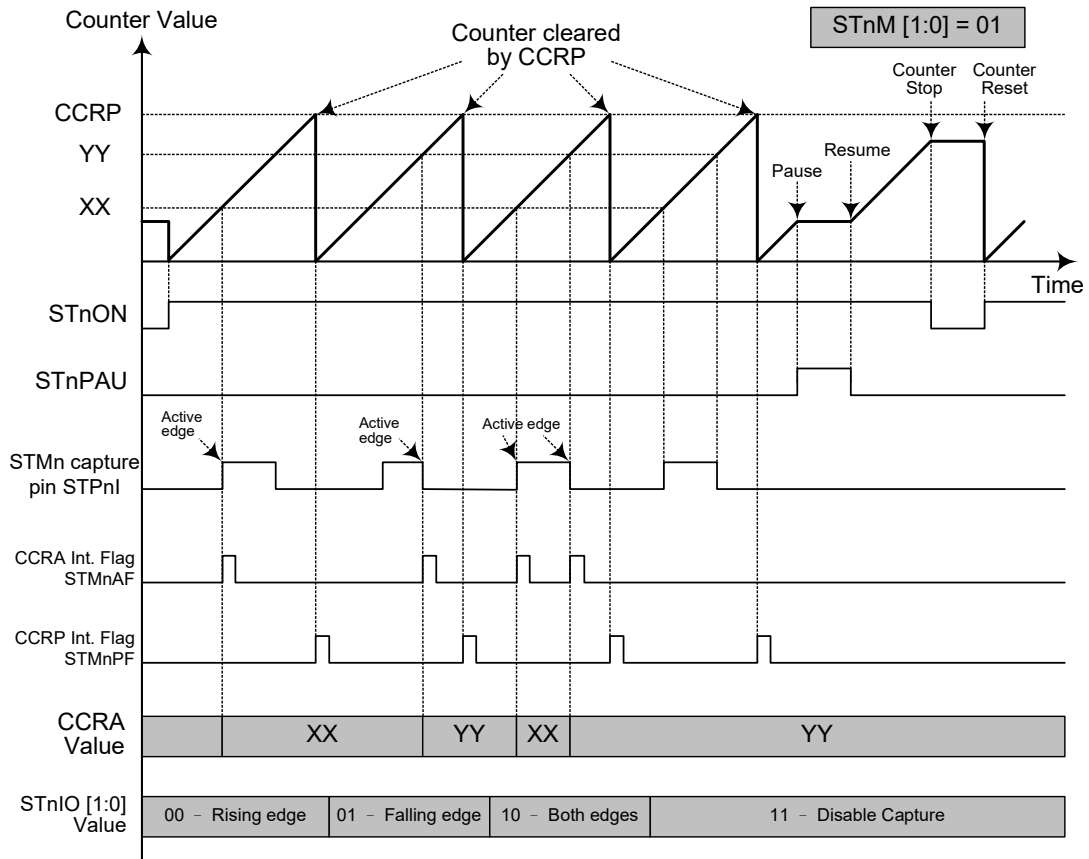 Counter Value
STnM [1:0] = 01
Counter cleared
by CCRP
Counter
Stop
Counter
Reset
CCRP
YY
XX
Pause
Resume
Time
STnON
STnPAU
Active
edge
Active
edge
Active edge
STMn capture
pin STPnI
CCRA Int. Flag
STMnAF
CCRP Int. Flag
STMnPF
CCRA
Value
XX
YY
XX
YY
STnIO [1:0]
Value
00 – Rising edge
01 – Falling edge
10 – Both edges
11 – Disable Capture